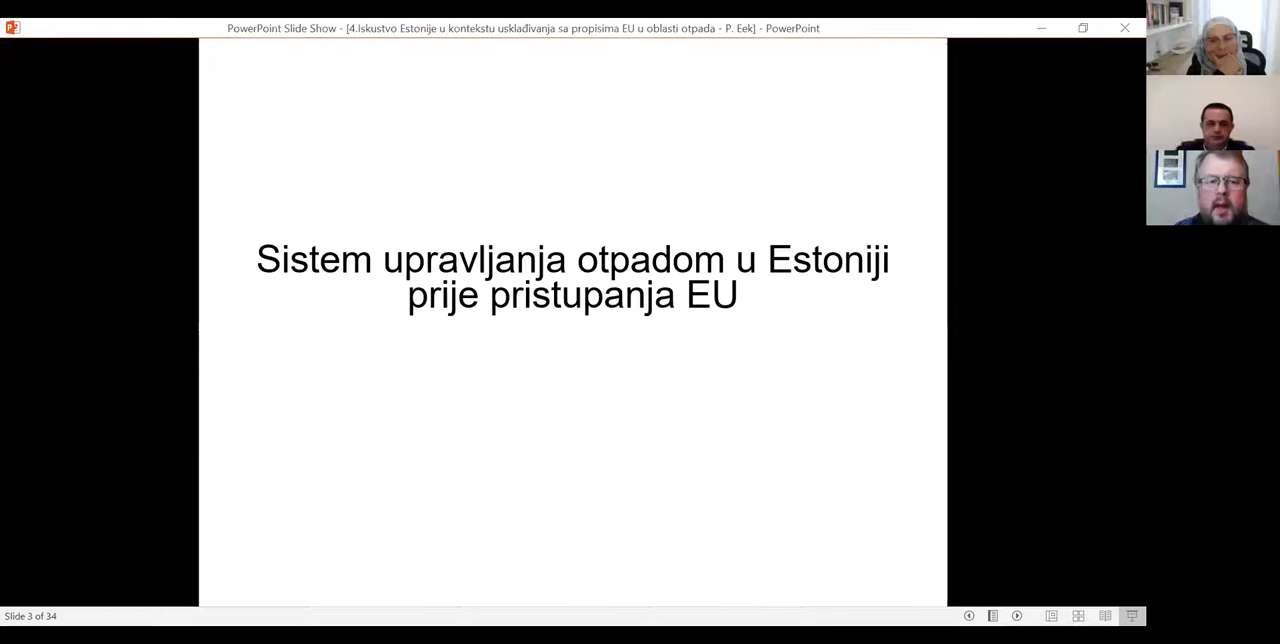 PowerPoint Slide Show - [4.Iskustvo Estonije u kontekstu usklađivanja sa propisima EU u oblasti otpada - P. Eek] - PowerPoint
Sistem upravljanja otpadom u Estoniji
prije pristupanja EU
Slide 3 of 34